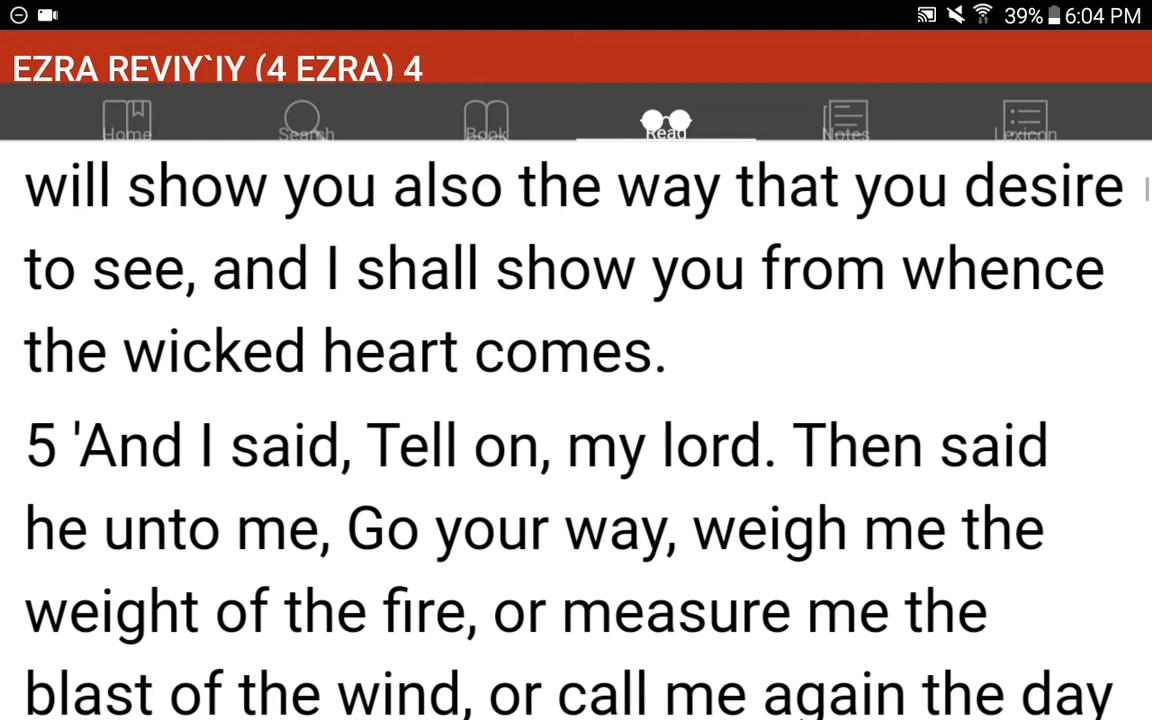 39% 6:04 PM
EZRA REVIY`IY (4 EZRA) 4
Home Search Book Read Notes Lexicon
will show you also the way that you desire
to see, and I shall show you from whence
the wicked heart comes.
5 'And I said, Tell on, my lord. Then said
he unto me, Go your way, weigh me the
weight of the fire, or measure me the
blast of the wind, or call me again the day